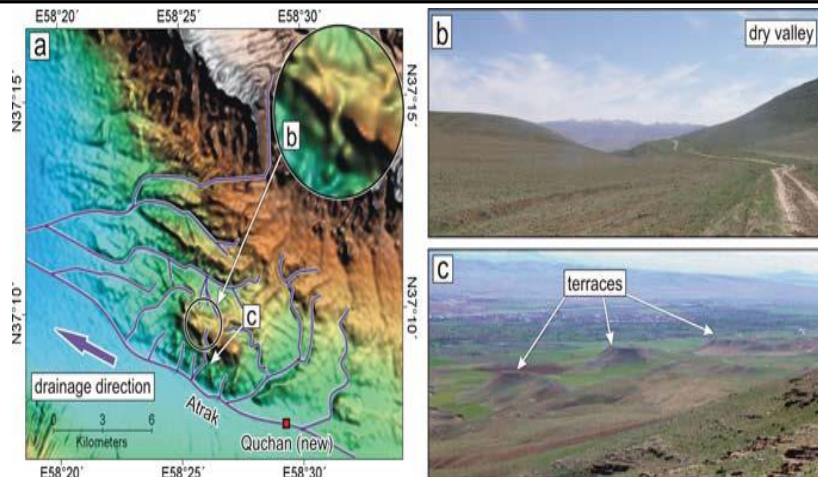 E58°20´ E58°25´ E58°30´
a
N37°15´
N37°15´
b
N37°10´
N37°10´
c
drainage direction
Atrak
0 3 6
Kilometers
Quchan (new)
E58°20´ E58°25´ E58°30´
b
dry valley
c
terraces